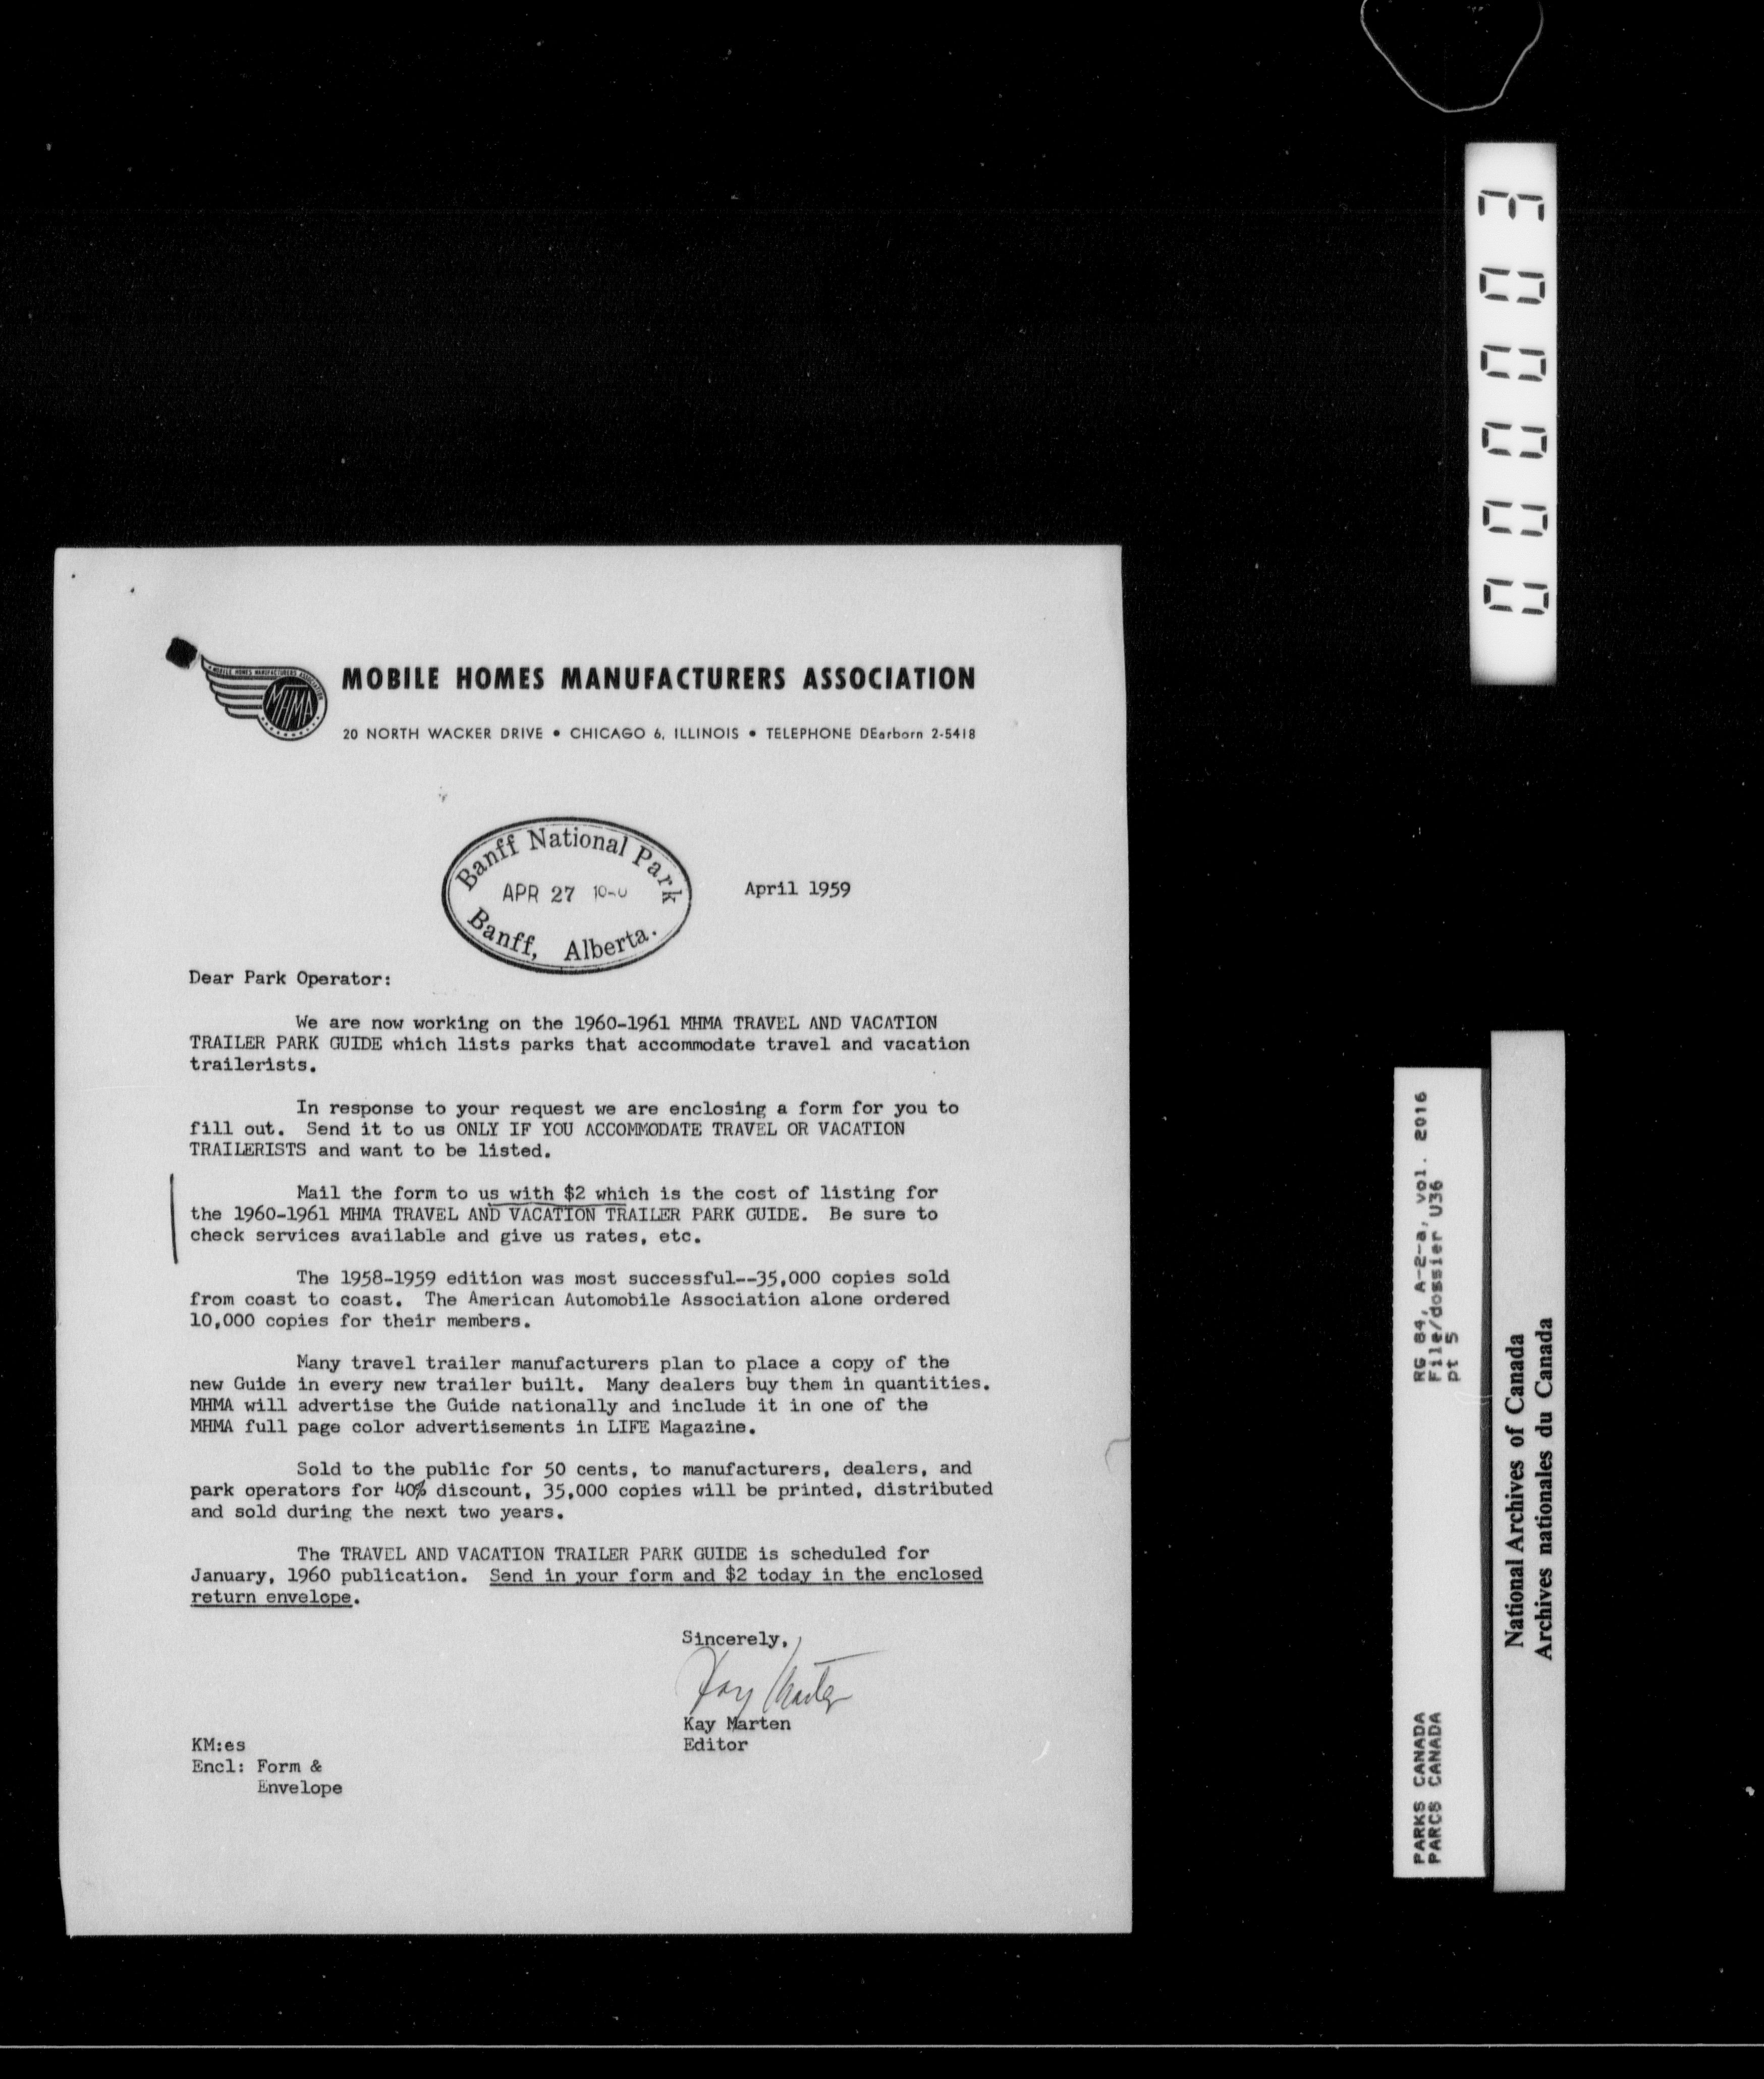 MOBILE HOMES MANUFACTURERS ASSOCIATION
MHMA
MOBILE HOMES MANUFACTURERS ASSOCIATION
20 NORTH WACKER DRIVE • CHICAGO 6, ILLINOIS • TELEPHONE DEarborn 2-5418
Banff National Park
APR 27
Banff, Alberta.
April 1959
Dear Park Operator:
We are now working on the 1960-1961 MHMA TRAVEL AND VACATION
TRAILER PARK GUIDE which lists parks that accommodate travel and vacation
trailerists.
In response to your request we are enclosing a form for you to
fill out. Send it to us ONLY IF YOU ACCOMMODATE TRAVEL OR VACATION
TRAILERISTS and want to be listed.
Mail the form to us with $2 which is the cost of listing for
the 1960-1961 MHMA TRAVEL AND VACATION TRAILER PARK GUIDE. Be sure to
check services available and give us rates, etc.
The 1958-1959 edition was most successful--35,000 copies sold
from coast to coast. The American Automobile Association alone ordered
10,000 copies for their members.
Many travel trailer manufacturers plan to place a copy of the
new Guide in every new trailer built. Many dealers buy them in quantities.
MHMA will advertise the Guide nationally and include it in one of the
MHMA full page color advertisements in LIFE Magazine.
Sold to the public for 50 cents, to manufacturers, dealers, and
park operators for 40% discount, 35,000 copies will be printed, distributed
and sold during the next two years.
The TRAVEL AND VACATION TRAILER PARK GUIDE is scheduled for
January, 1960 publication. Send in your form and $2 today in the enclosed
return envelope.
Sincerely,
Kay Marten
Kay Marten
Editor
KM:es
Encl: Form &
Envelope
000003
PARKS CANADA RG 84, A-2-a, vol. 2016
PARCS CANADA File/dossier U36
pt 5
National Archives of Canada
Archives nationales du Canada